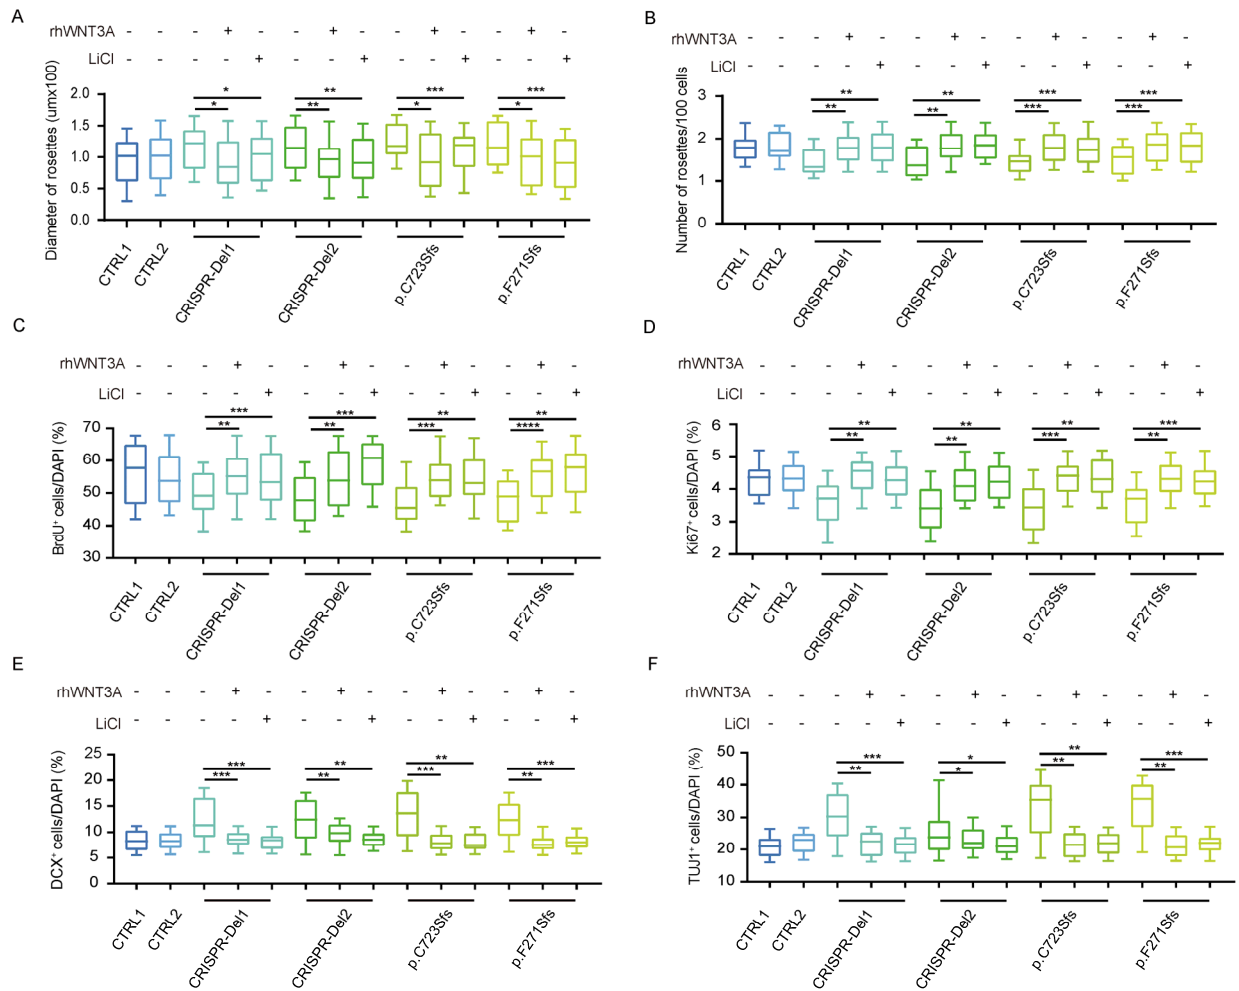 A
rhWNT3A - - - + - - + - - + - - + -
LiCl - - - - + - - + - - + - - +
Diameter of rosettes (umx100)
2.0
1.5
1.0
0.5
0.0
* * ** ** * *** * ***
CTRL1 CTRL2 CRISPR-Del1 CRISPR-Del2 p.C723Sfs p.F271Sfs
B
rhWNT3A - - - + - - + - - + - - + -
LiCl - - - - + - - + - - + - - +
Number of rosettes/100 cells
3
2
1
0
** ** ** ** *** *** *** ***
CTRL1 CTRL2 CRISPR-Del1 CRISPR-Del2 p.C723Sfs p.F271Sfs
C
rhWNT3A - - - + - - + - - + - - + -
LiCl - - - - + - - + - - + - - +
BrdU+ cells/DAPI (%)
70
60
50
40
30
** *** ** *** *** ** **** **
CTRL1 CTRL2 CRISPR-Del1 CRISPR-Del2 p.C723Sfs p.F271Sfs
D
rhWNT3A - - - + - - + - - + - - + -
LiCl - - - - + - - + - - + - - +
Ki67+ cells/DAPI (%)
6
5
4
3
2
** ** ** ** *** ** ** ***
CTRL1 CTRL2 CRISPR-Del1 CRISPR-Del2 p.C723Sfs p.F271Sfs
E
rhWNT3A - - - + - - + - - + - - + -
LiCl - - - - + - - + - - + - - +
DCX+ cells/DAPI (%)
25
20
15
10
5
0
*** *** ** ** *** ** ** ***
CTRL1 CTRL2 CRISPR-Del1 CRISPR-Del2 p.C723Sfs p.F271Sfs
F
rhWNT3A - - - + - - + - - + - - + -
LiCl - - - - + - - + - - + - - +
TUJ1+ cells/DAPI (%)
50
40
30
20
10
** *** * * ** ** ** ***
CTRL1 CTRL2 CRISPR-Del1 CRISPR-Del2 p.C723Sfs p.F271Sfs